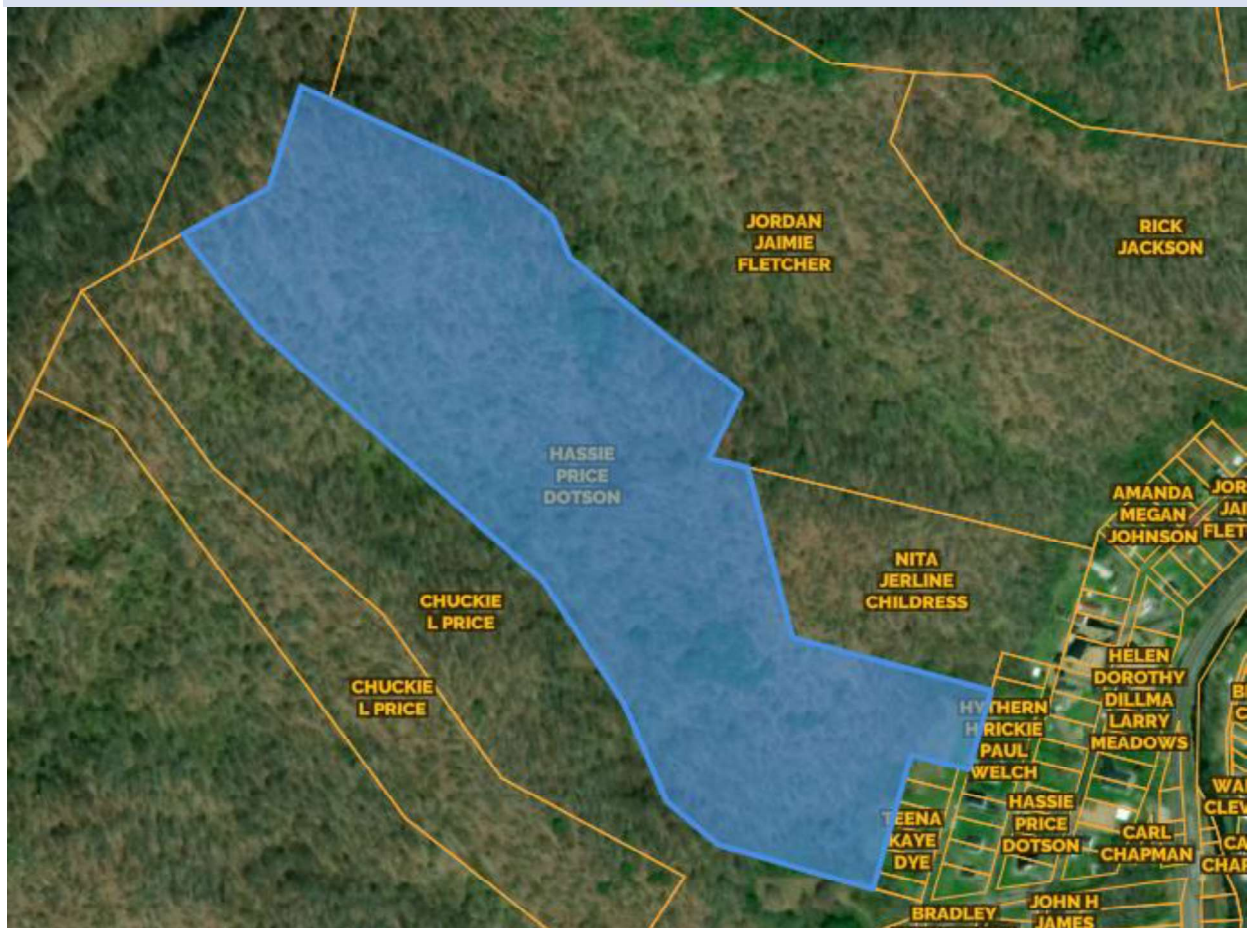 JORDAN
JAIMIE
FLETCHER
RICK
JACKSON
HASSIE
PRICE
DOTSON
AMANDA
MEGAN
JOHNSON
NITA
JERLINE
CHILDRESS
CHUCKIE
L PRICE
CHUCKIE
L PRICE
HELEN
DOROTHY
DILLMA
LARRY
MEADOWS
RICKIE
PAUL
WELCH
TEENA
KAYE
DYE
HASSIE
PRICE
DOTSON
CARL
CHAPMAN
BRADLEY
JOHN H
JAMES